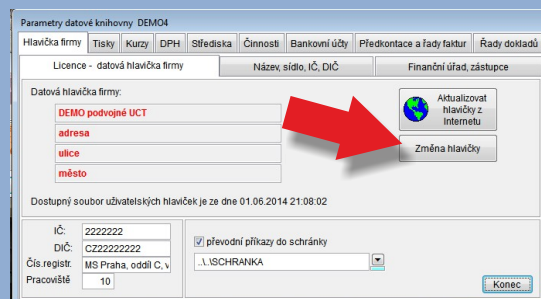 Parametry datové knihovny DEMO4
Hlavička firmy Tisky Kurzy DPH Střediska Činnosti Bankovní účty Předkontace a řady faktur Řady dokladů
Licence - datová hlavička firmy Název, sídlo, IČ, DIČ Finanční úřad, zástupce
Datová hlavička firmy:
DEMO podvojné UCT
adresa
ulice
město
Aktualizovat
hlavičky z
Internetu
Změna hlavičky
Dostupný soubor uživatelských hlaviček je ze dne 01.06.2014 21:08:02
IČ: 2222222
DIČ: CZ22222222
Čís.registr. MS Praha, oddíl C, v
Pracoviště 10
převodní příkazy do schránky
..\..\SCHRANKA
Konec